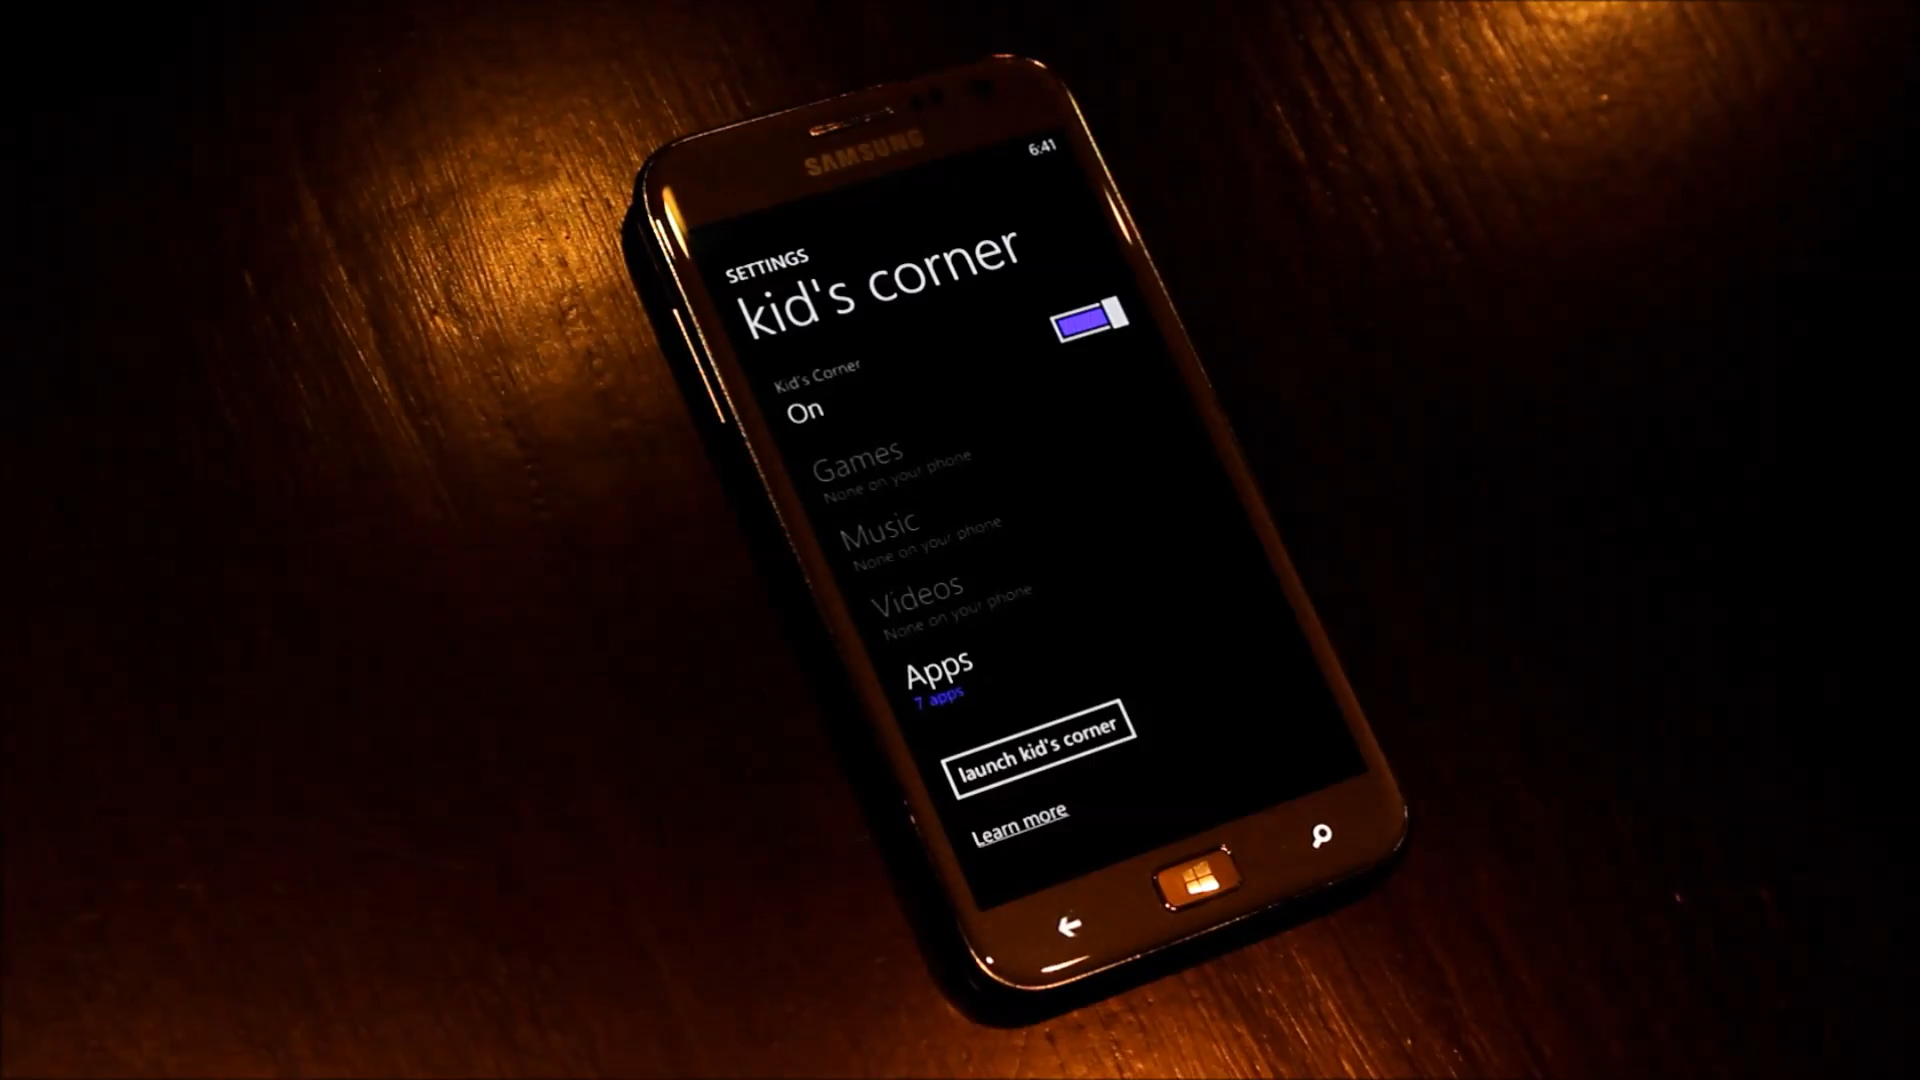 SAMSUNG
6:41
SETTINGS
kid's corner
Kid's Corner
On
Games
None on your phone
Music
None on your phone
Videos
None on your phone
Apps
7 apps
launch kid's corner
Learn more